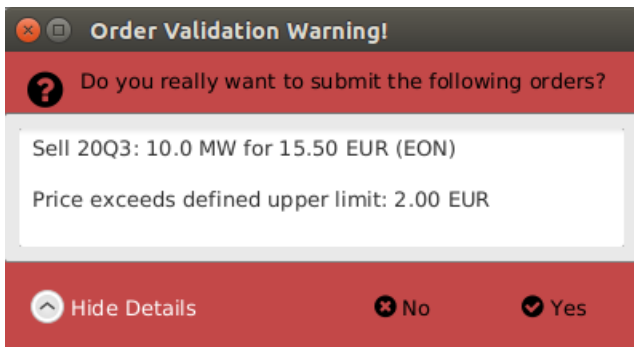 Order Validation Warning!
Do you really want to submit the following orders?
Sell 20Q3: 10.0 MW for 15.50 EUR (EON)
Price exceeds defined upper limit: 2.00 EUR
Hide Details No Yes